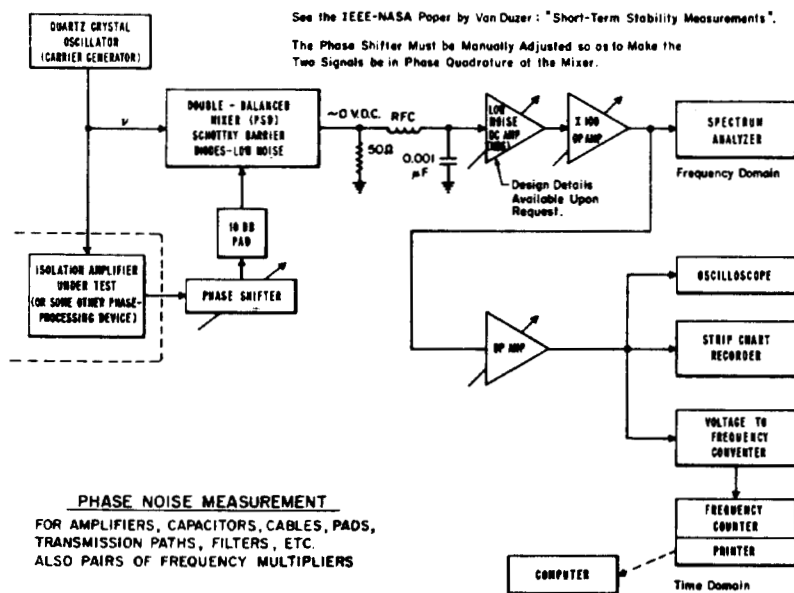 See the IEEE-NASA Paper by Van Duzer: "Short-Term Stability Measurements".
The Phase Shifter Must be Manually Adjusted so as to Make the
Two Signals be in Phase Quadrature at the Mixer.
QUARTZ CRYSTAL
OSCILLATOR
(CARRIER GENERATOR)
ν
DOUBLE - BALANCED
MIXER (PSD)
SCHOTTKY BARRIER
DIODES-LOW NOISE
~0 V.D.C.
RFC
50Ω
0.001
μF
LOW
NOISE
DC AMP
X 100
OP AMP
Design Details
Available Upon
Request.
SPECTRUM
ANALYZER
Frequency Domain
10 DB
PAD
ISOLATION AMPLIFIER
UNDER TEST
(OR SOME OTHER PHASE-
PROCESSING DEVICE)
PHASE SHIFTER
OP AMP
OSCILLOSCOPE
STRIP CHART
RECORDER
VOLTAGE TO
FREQUENCY
CONVENTER
FREQUENCY
COUNTER
PRINTER
COMPUTER
Time Domain
PHASE NOISE MEASUREMENT
FOR AMPLIFIERS, CAPACITORS, CABLES, PADS,
TRANSMISSION PATHS, FILTERS, ETC.
ALSO PAIRS OF FREQUENCY MULTIPLIERS